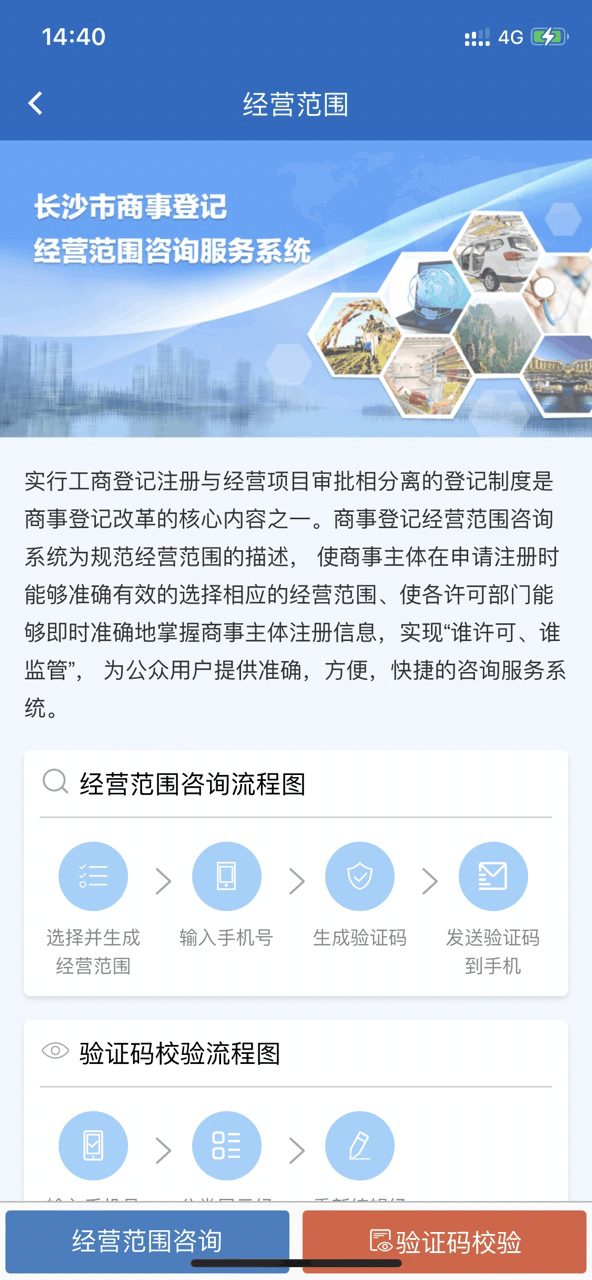 14:40
4G
经营范围
长沙市商事登记
经营范围咨询服务系统
实行工商登记注册与经营项目审批相分离的登记制度是
商事登记改革的核心内容之一。商事登记经营范围咨询
系统为规范经营范围的描述， 使商事主体在申请注册时
能够准确有效的选择相应的经营范围、使各许可部门能
够即时准确地掌握商事主体注册信息，实现“谁许可、谁
监管”， 为公众用户提供准确，方便，快捷的咨询服务系
统。
经营范围咨询流程图
选择并生成
经营范围
输入手机号
生成验证码
发送验证码
到手机
验证码校验流程图
经营范围咨询
验证码校验